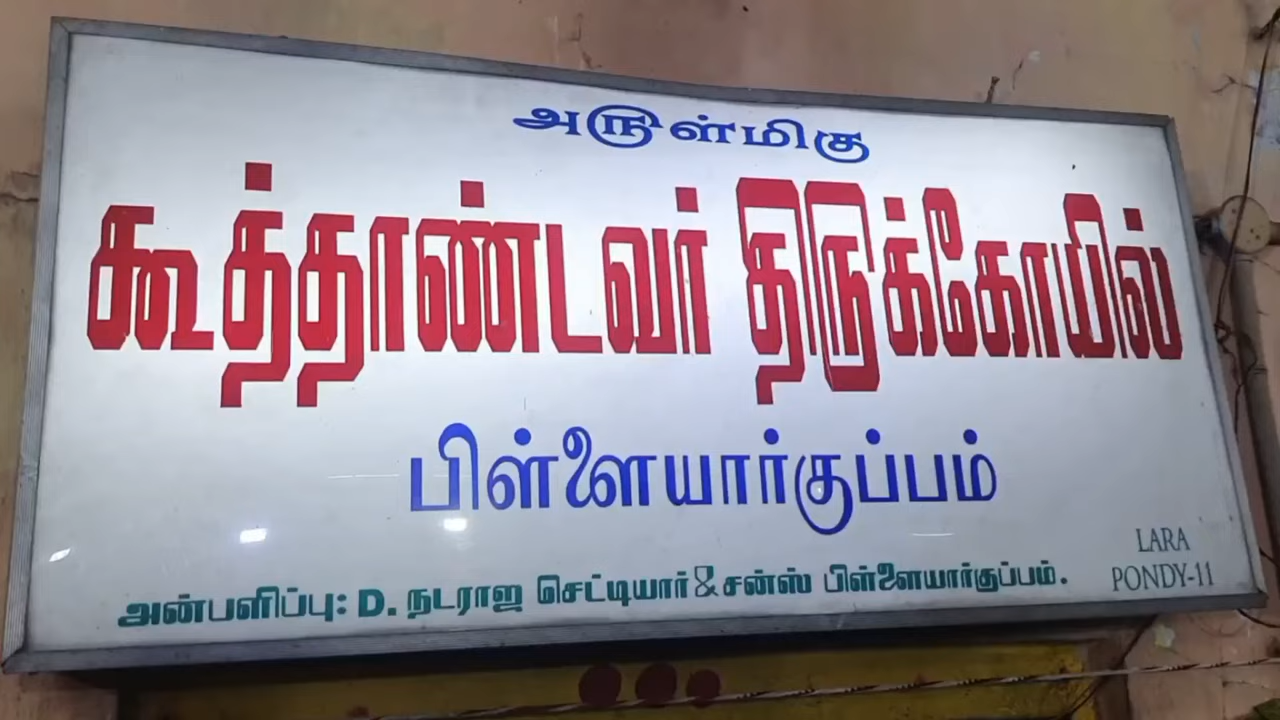 அருள்மிகு
கூத்தாண்டவர் திருக்கோயில்
பிள்ளையார்குப்பம்
அன்பளிப்பு: D. நடராஜ செட்டியார் & சன்ஸ் பிள்ளையார்குப்பம்.
LARA
PONDY-11